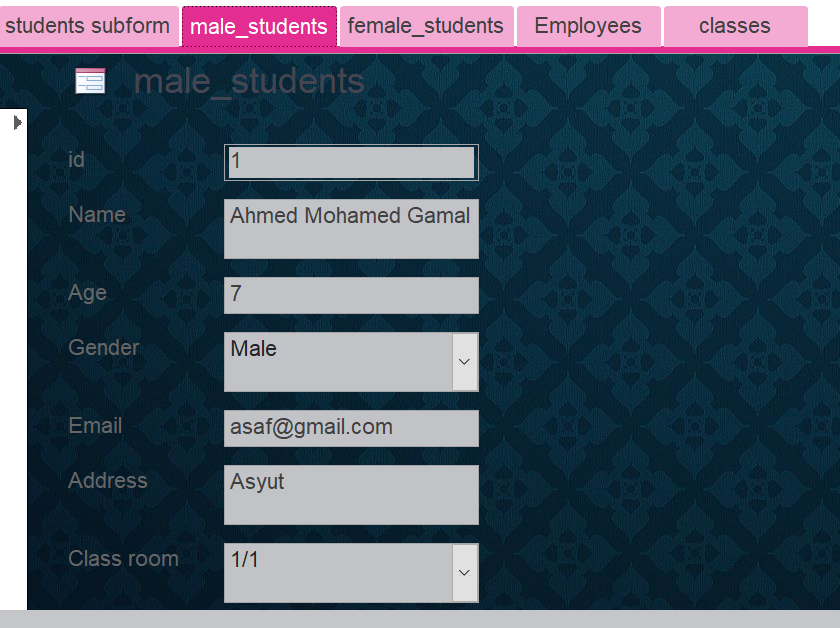 students subform male_students female_students Employees classes
male_students
id 1
Name Ahmed Mohamed Gamal
Age 7
Gender Male
Email asaf@gmail.com
Address Asyut
Class room 1/1